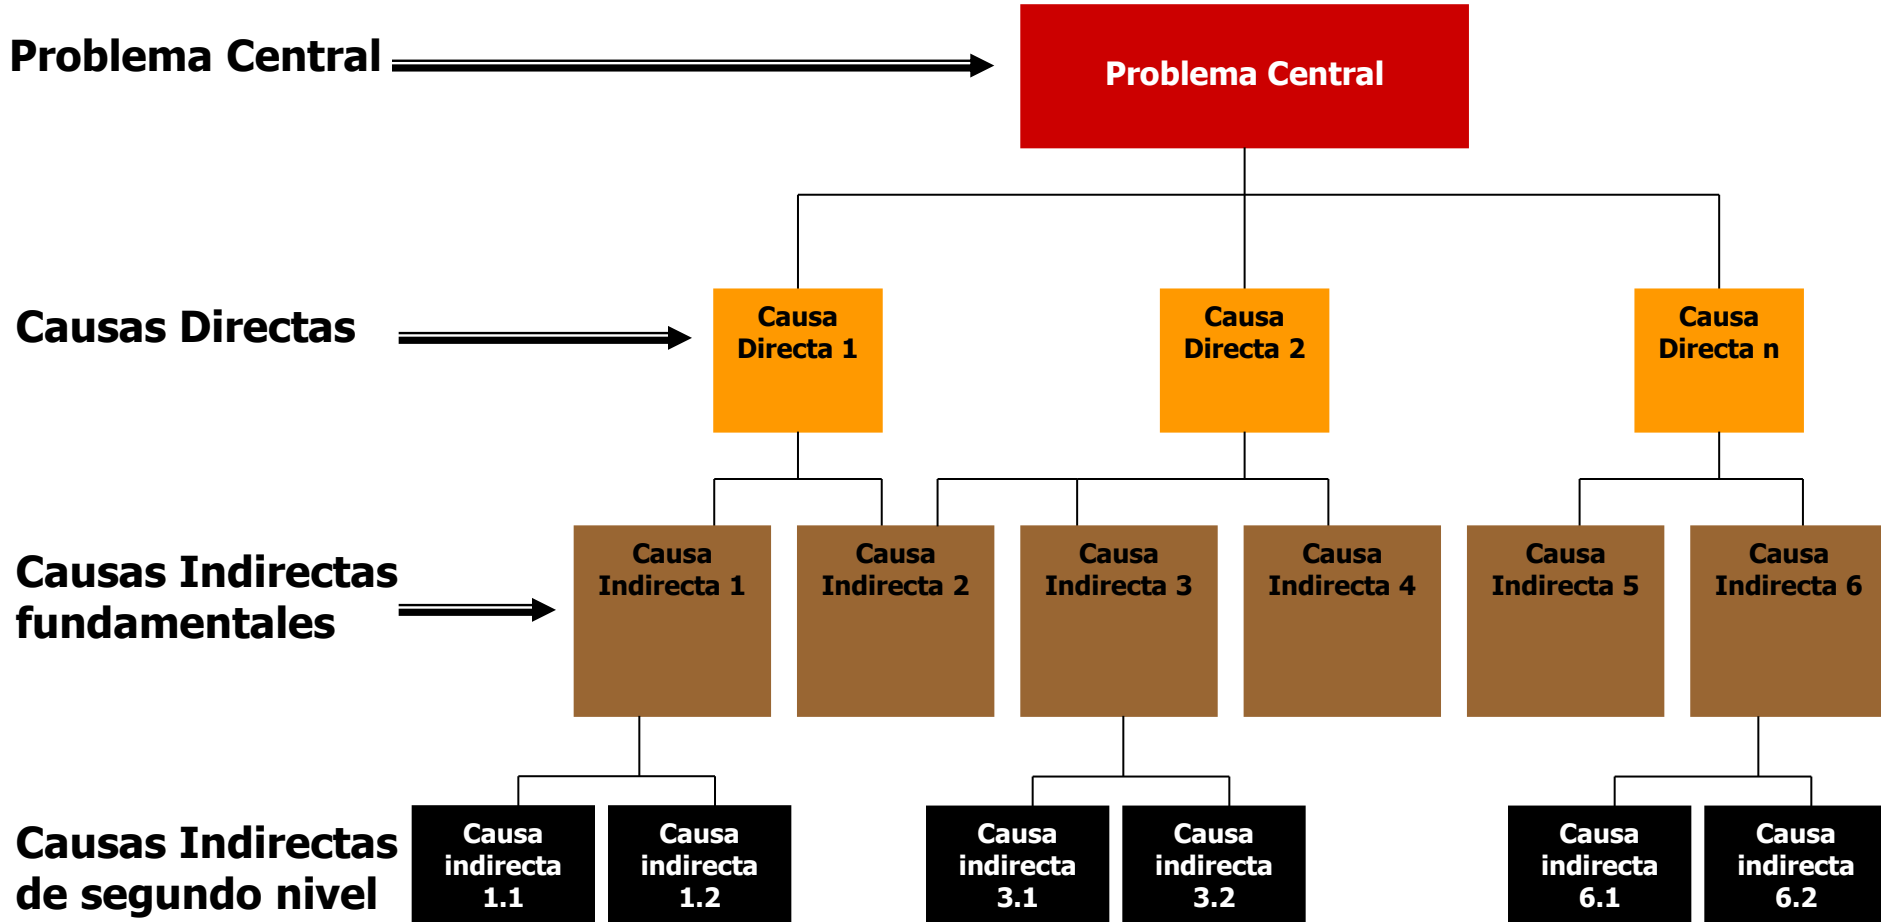 Problema Central
Problema Central
Causas Directas
Causa
Directa 1
Causa
Directa 2
Causa
Directa n
Causas Indirectas
fundamentales
Causa
Indirecta 1
Causa
Indirecta 2
Causa
Indirecta 3
Causa
Indirecta 4
Causa
Indirecta 5
Causa
Indirecta 6
Causas Indirectas
de segundo nivel
Causa
indirecta
1.1
Causa
indirecta
1.2
Causa
indirecta
3.1
Causa
indirecta
3.2
Causa
indirecta
6.1
Causa
indirecta
6.2